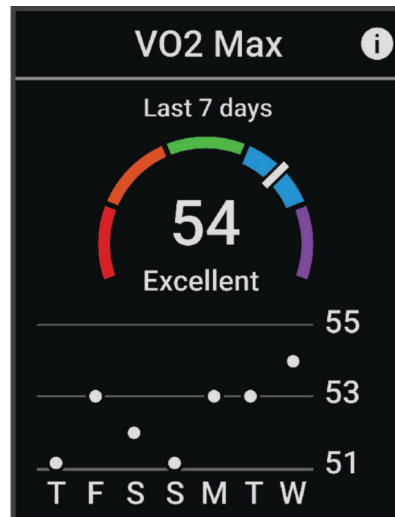 VO2 Max i
Last 7 days
54
Excellent
55
53
51
T F S S M T W